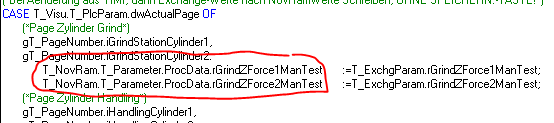 ( Bei Aenderung aus HMI, dann Exchange-Werte nach NovRamWerte Schreiben, OHNE SPEICHERN.-TASTE! )
CASE T_Visu.T_PlcParam.dwActualPage OF
(*Page Zylinder Grind*)
gT_PageNumber.iGrindStationCylinder1,
gT_PageNumber.iGrindStationCylinder2:
T_NovRam.T_Parameter.ProcData.rGrindZForce1ManTest :=T_ExchgParam.rGrindZForce1ManTest;
T_NovRam.T_Parameter.ProcData.rGrindZForce2ManTest :=T_ExchgParam.rGrindZForce2ManTest;
(*Page Zylinder Handling*)
gT_PageNumber.iHandlingCylinder1,